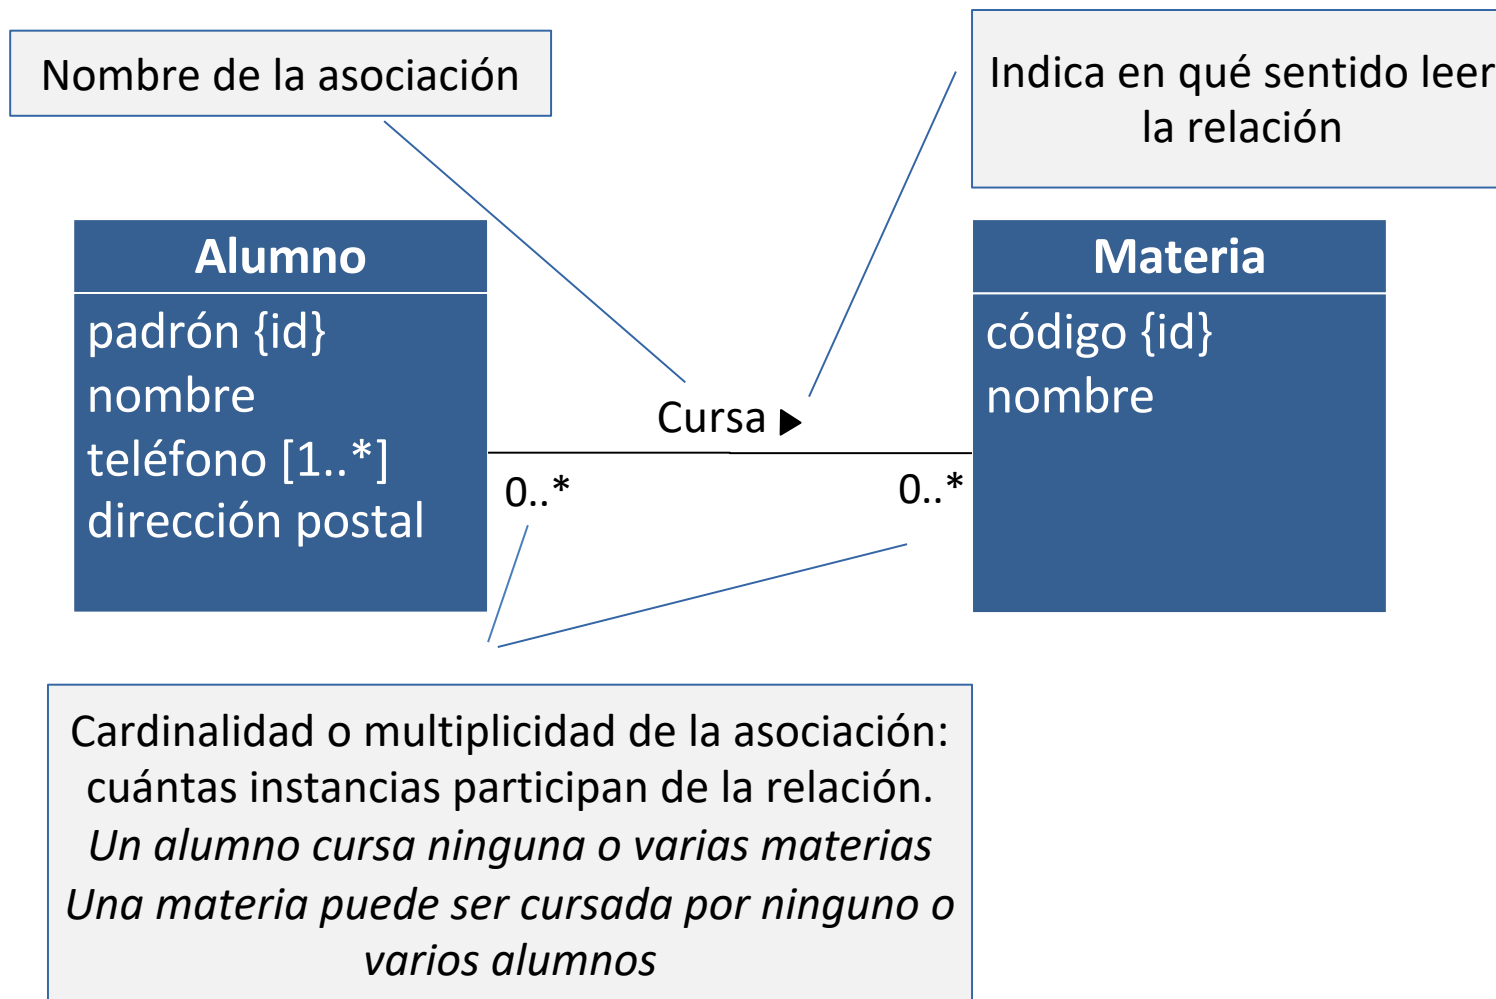 Nombre de la asociación
Indica en qué sentido leer
la relación
Alumno
padrón {id}
nombre
teléfono [1..*]
dirección postal
Cursa ▶
0..*
0..*
Materia
código {id}
nombre
Cardinalidad o multiplicidad de la asociación:
cuántas instancias participan de la relación.
Un alumno cursa ninguna o varias materias
Una materia puede ser cursada por ninguno o
varios alumnos